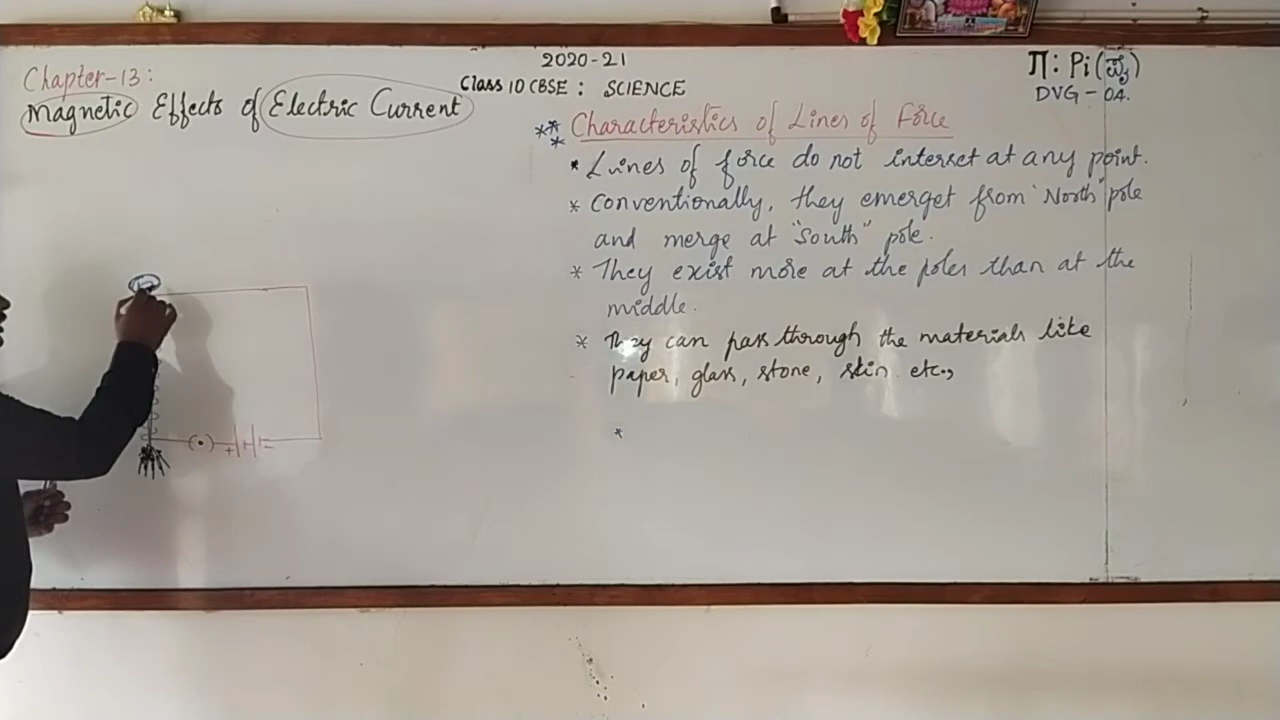 2020-21
Class 10 CBSE : SCIENCE
Π: Pi(ಪೈ)
DVG - 04.
Chapter-13:
Magnetic Effects of Electric Current
** Characteristics of Lines of Force
*
* Lines of force do not interset at any point.
* Conventionally, they emerget from "North" pole
and merge at "South" pole.
* They exist more at the poles than at the
middle.
* They can pass through the materials like
paper, glass, stone, skin etc.,
*
+